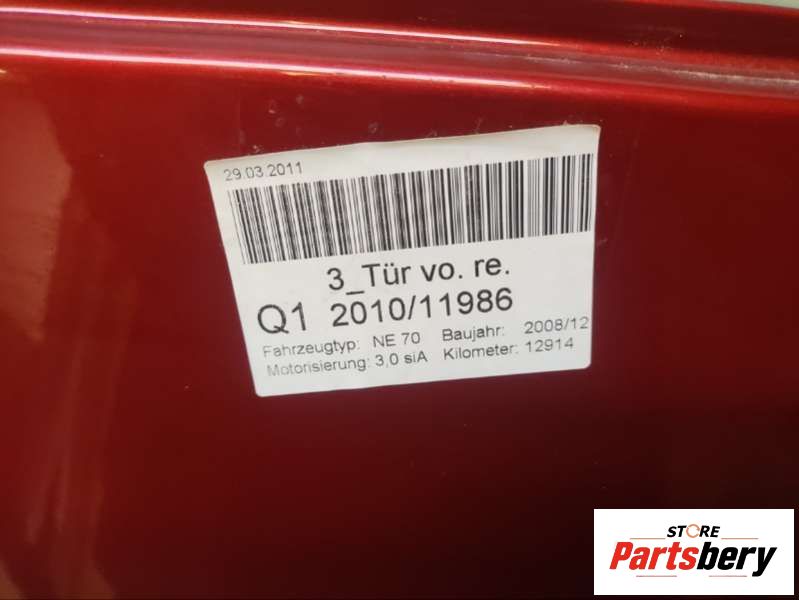 29.03.2011
3_Tür vo. re.
Q1 2010/11986
Fahrzeugtyp: NE 70 Baujahr: 2008/12
Motorisierung: 3,0 siA Kilometer: 12914
STORE
Partsbery